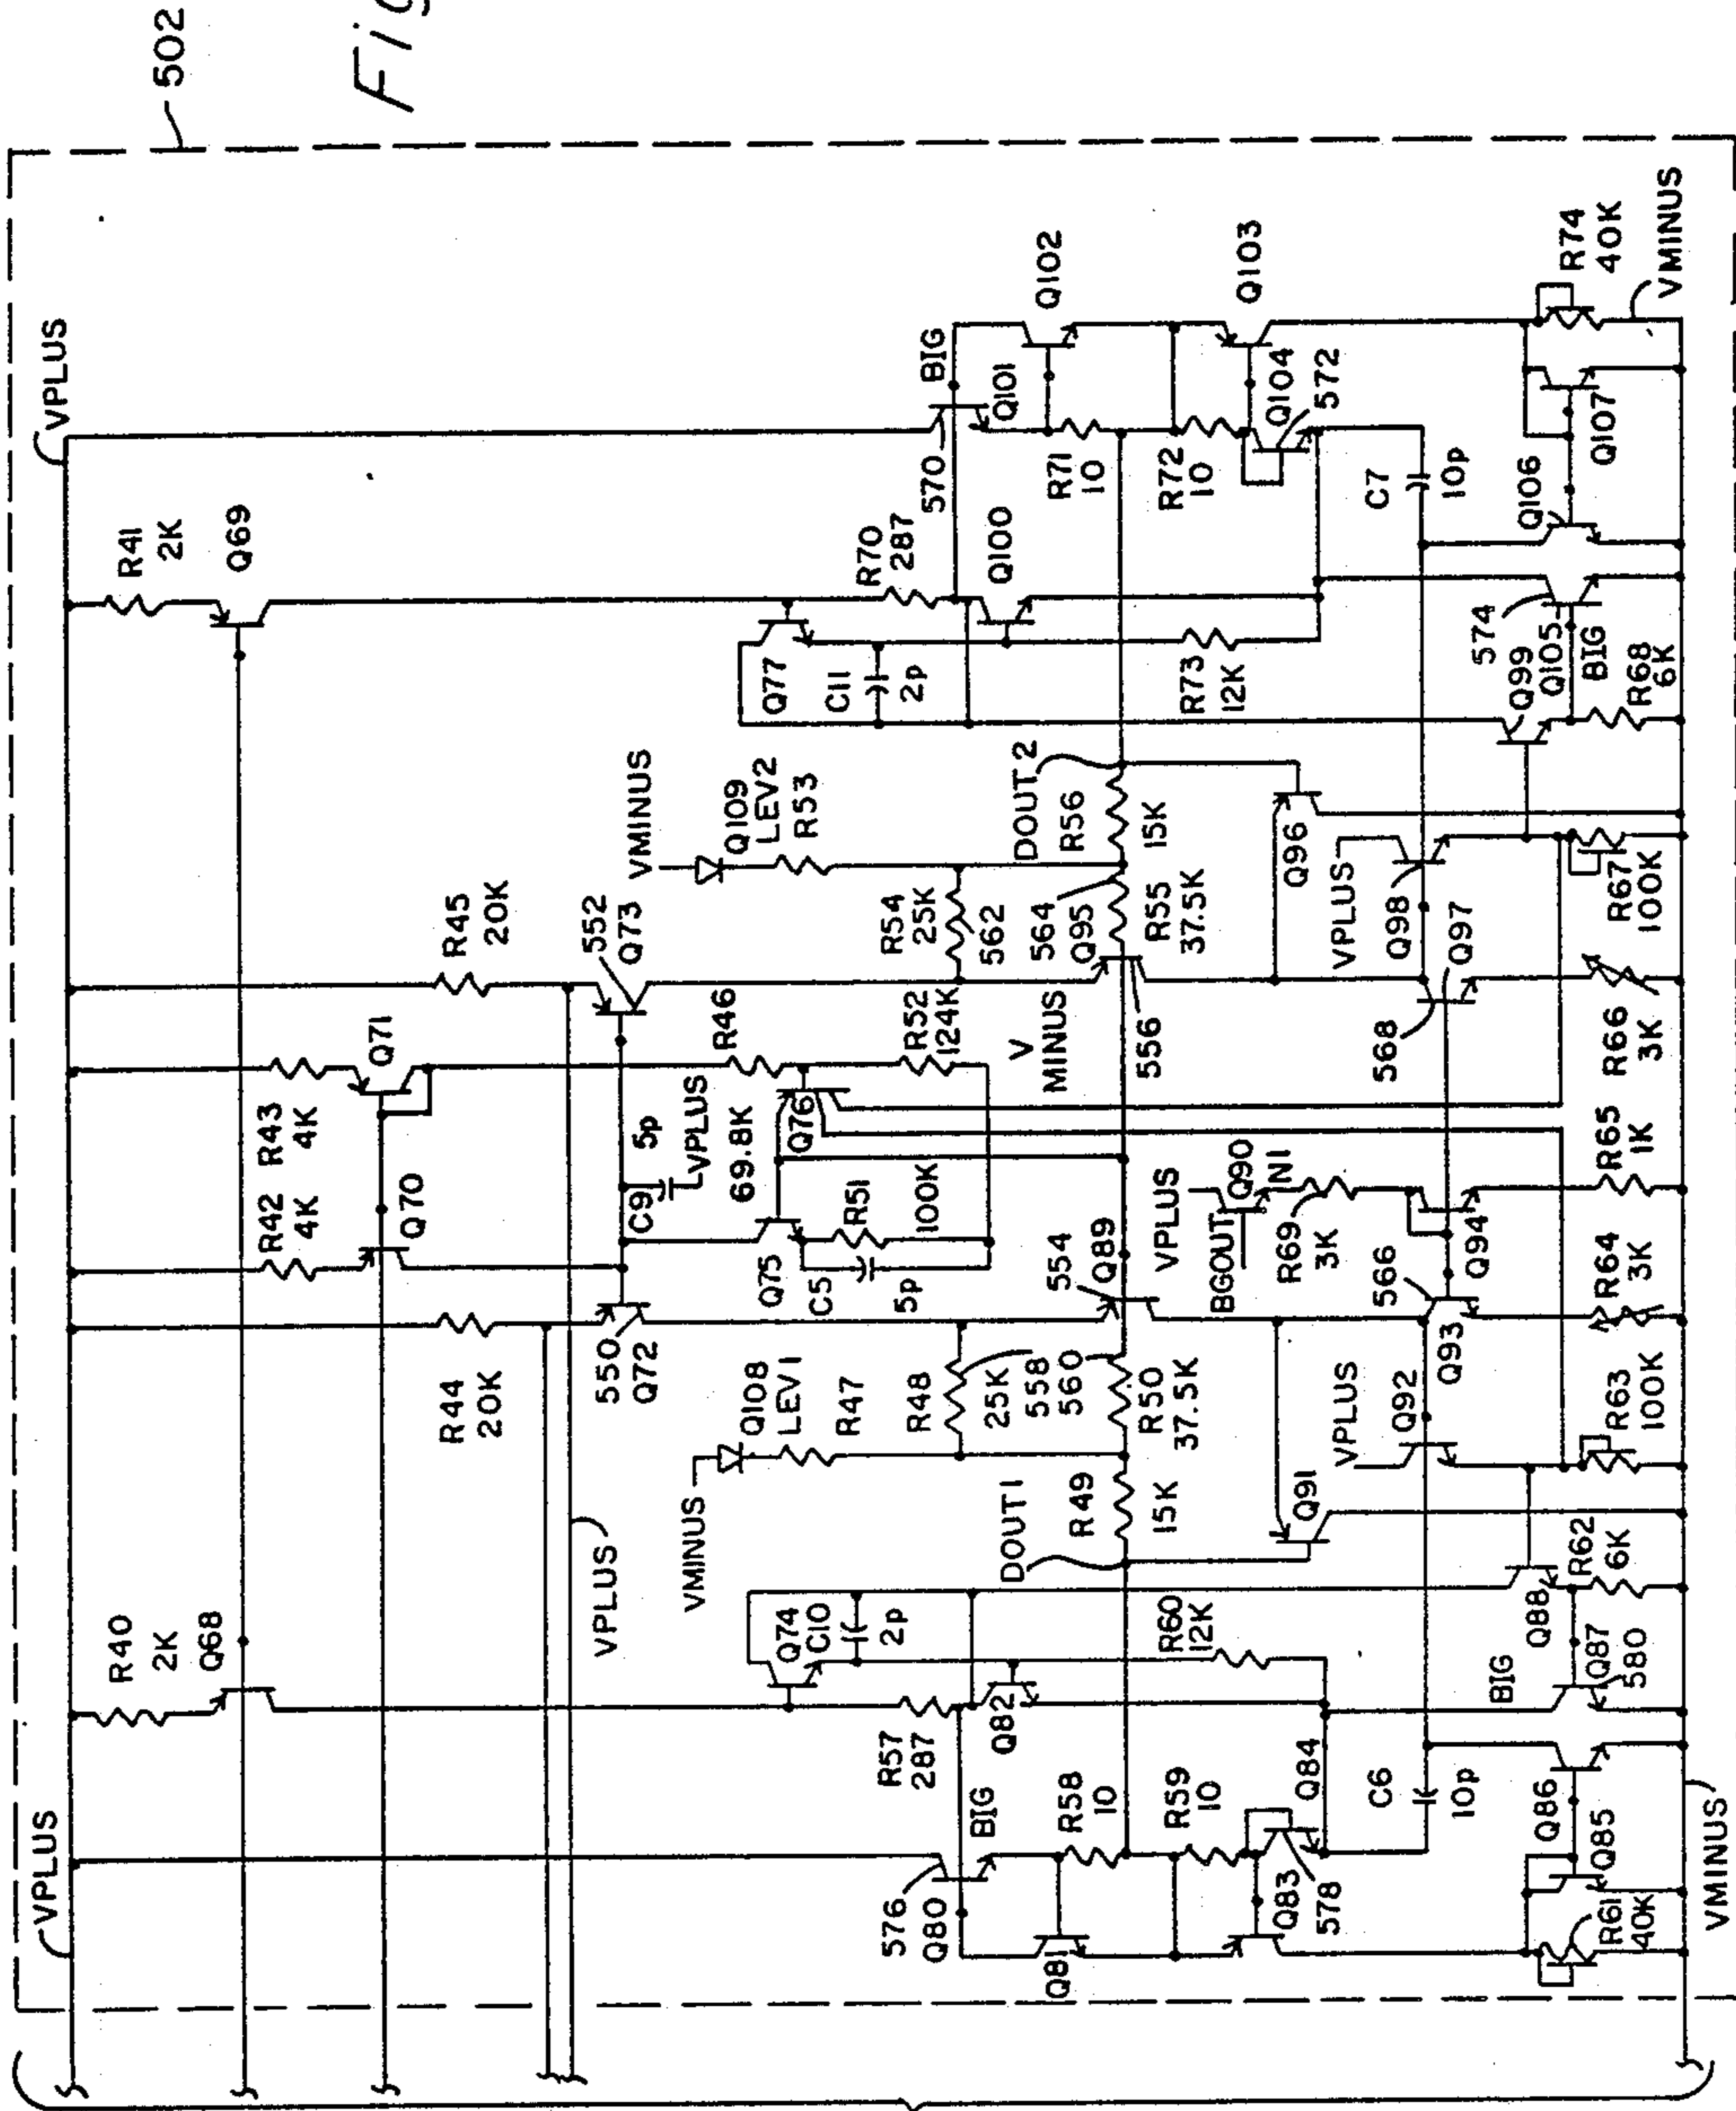 502
Fig
VPLUS
VPLUS
R40
2K
Q68
R41
2K
Q69
R42
4K
R43
4K
Q70
Q71
R44
20K
R45
20K
VPLUS
550
Q72
552
Q73
C9
5p
VPLUS
R46
69.8K
VMINUS
Q108
LEV1
R47
VMINUS
Q109
LEV2
R53
Q75
Q76
R51
100K
C5
5p
R52
124K
R48
25K
558
560
R54
25K
562
564
Q74
C10
2p
Q77
C11
2p
R57
287
R70
287
576
Q80
BIG
570
BIG
Q101
Q82
Q100
Q81
Q102
R58
10
R71
10
DOUT1
R49
15K
R50
37.5K
554
Q89
V
MINUS
556
Q95
R55
37.5K
DOUT2
R56
15K
R59
10
R72
10
R60
12K
R73
12K
Q83
578
Q84
Q103
Q104
572
Q91
Q96
VPLUS
BGOUT
Q90
IN1
R69
3K
VPLUS
Q92
VPLUS
Q98
C6
10p
C7
10p
566
Q93
Q94
568
Q97
Q85
Q86
BIG
Q87
580
Q88
R62
6K
R61
40K
R63
100K
R64
3K
R65
1K
R66
3K
R67
100K
Q99
Q105
574
BIG
R68
6K
Q106
Q107
R74
40K
VMINUS
VMINUS